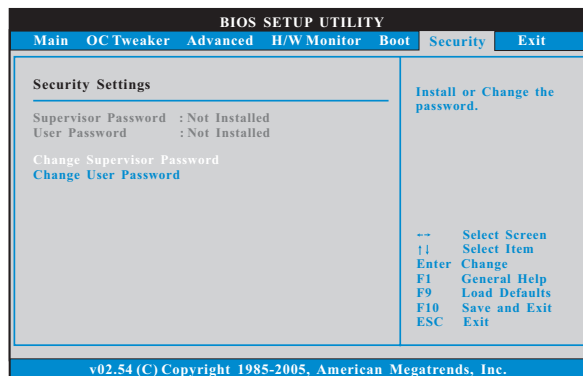 BIOS SETUP UTILITY
Main OC Tweaker Advanced H/W Monitor Boot Security Exit
Security Settings
Supervisor Password : Not Installed
User Password : Not Installed
Change Supervisor Password
Change User Password
Install or Change the
password.
←→ Select Screen
↑↓ Select Item
Enter Change
F1 General Help
F9 Load Defaults
F10 Save and Exit
ESC Exit
v02.54 (C) Copyright 1985-2005, American Megatrends, Inc.